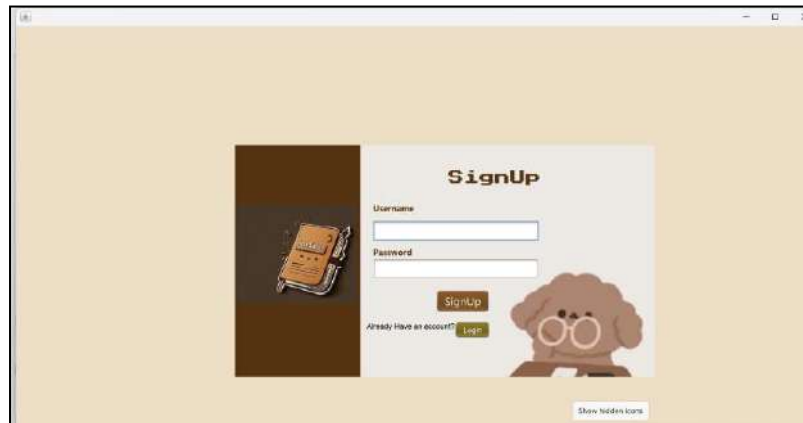 SignUp
Username
Password
SignUp
Already Have an account? Login
Show hidden icons